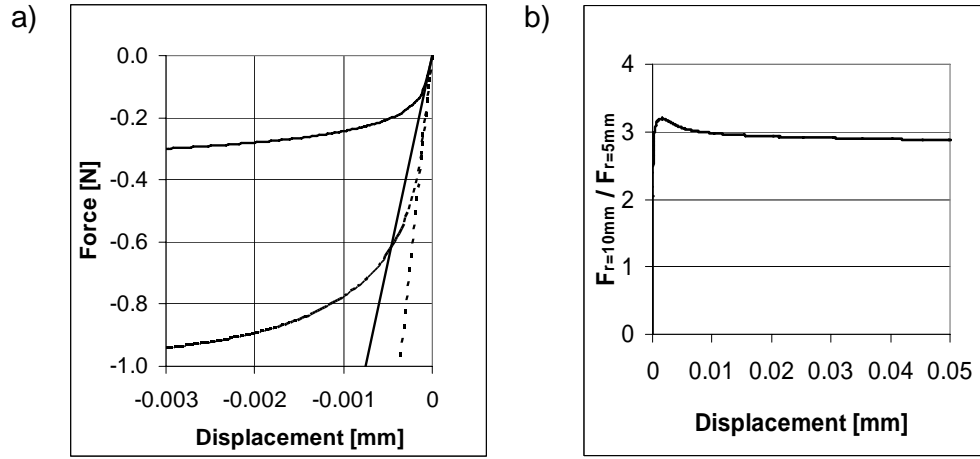 a)
0.0
-0.2
-0.4
-0.6
-0.8
-1.0
Force [N]
-0.003 -0.002 -0.001 0
Displacement [mm]
b)
4
3
2
1
0
Fr=10mm / Fr=5mm
0 0.01 0.02 0.03 0.04 0.05
Displacement [mm]